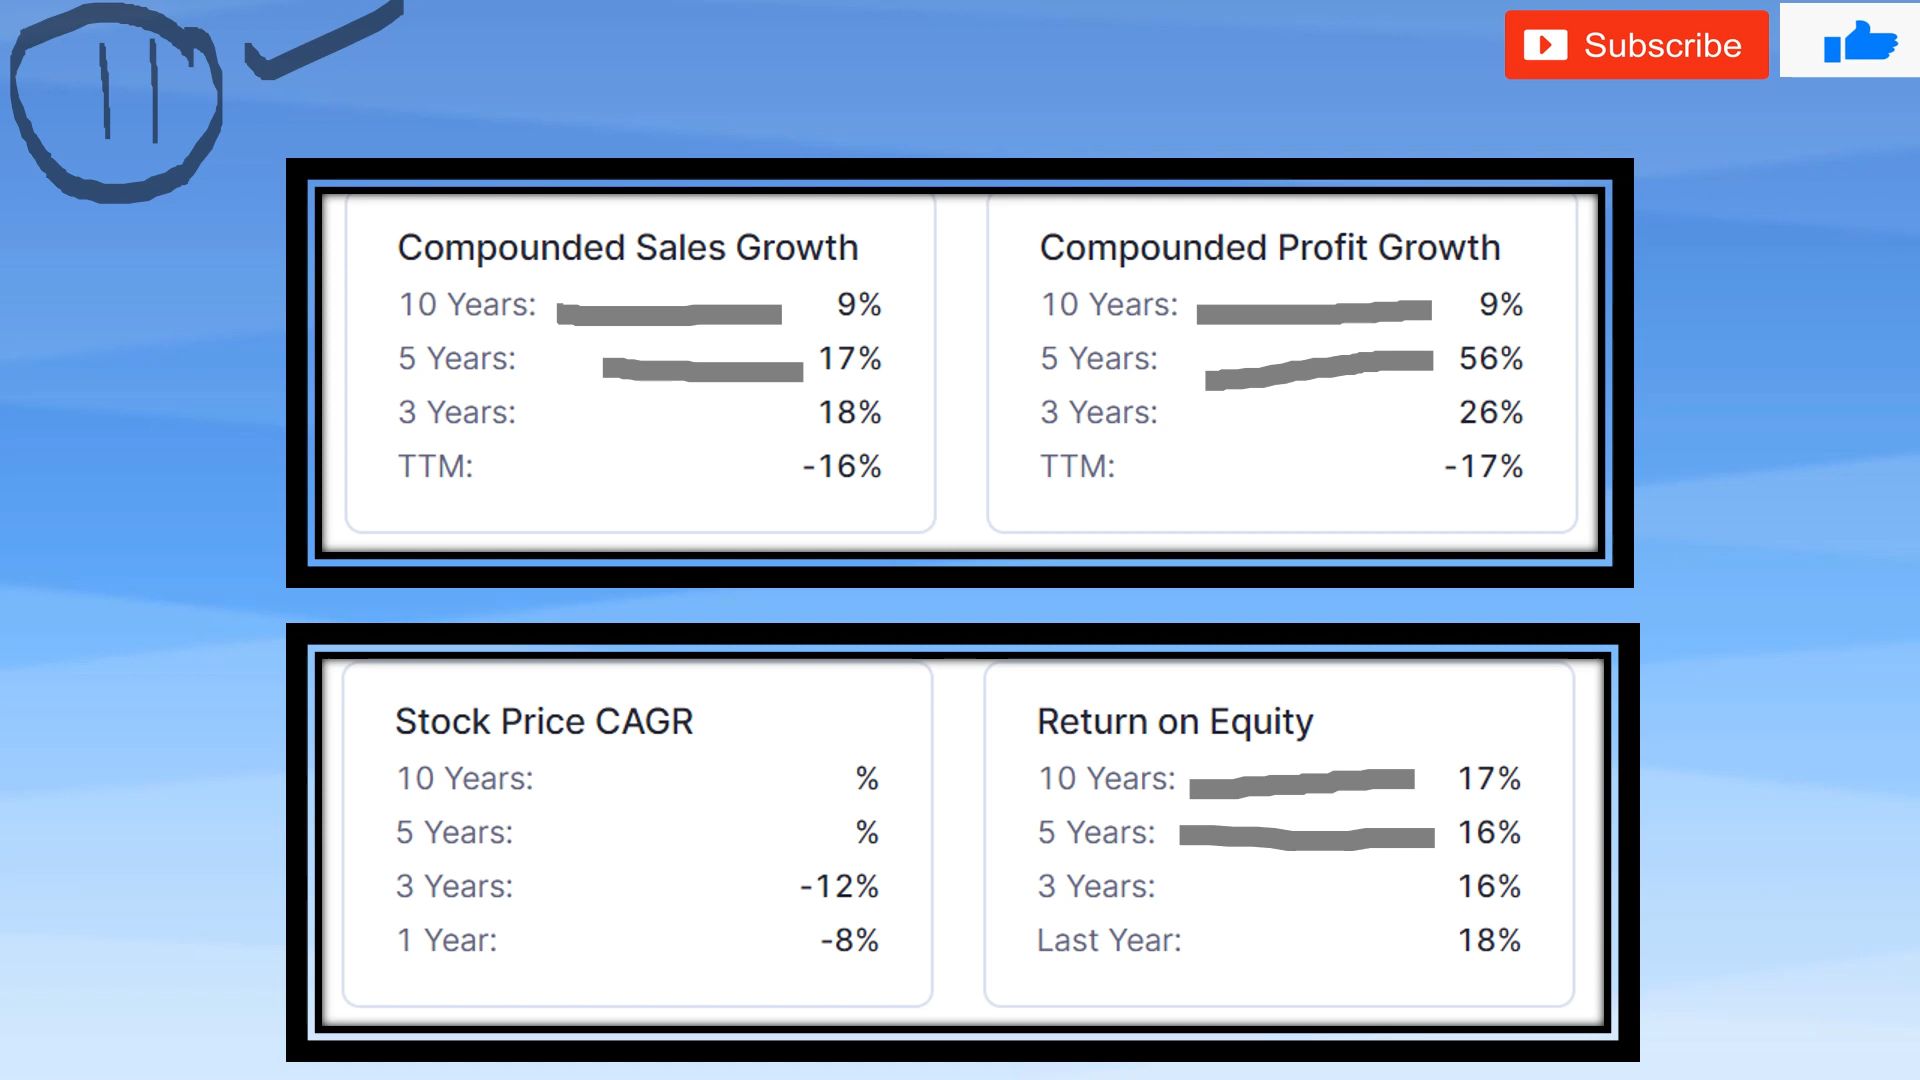 11
Subscribe
Compounded Sales Growth
10 Years: 9%
5 Years: 17%
3 Years: 18%
TTM: -16%
Compounded Profit Growth
10 Years: 9%
5 Years: 56%
3 Years: 26%
TTM: -17%
Stock Price CAGR
10 Years: %
5 Years: %
3 Years: -12%
1 Year: -8%
Return on Equity
10 Years: 17%
5 Years: 16%
3 Years: 16%
Last Year: 18%